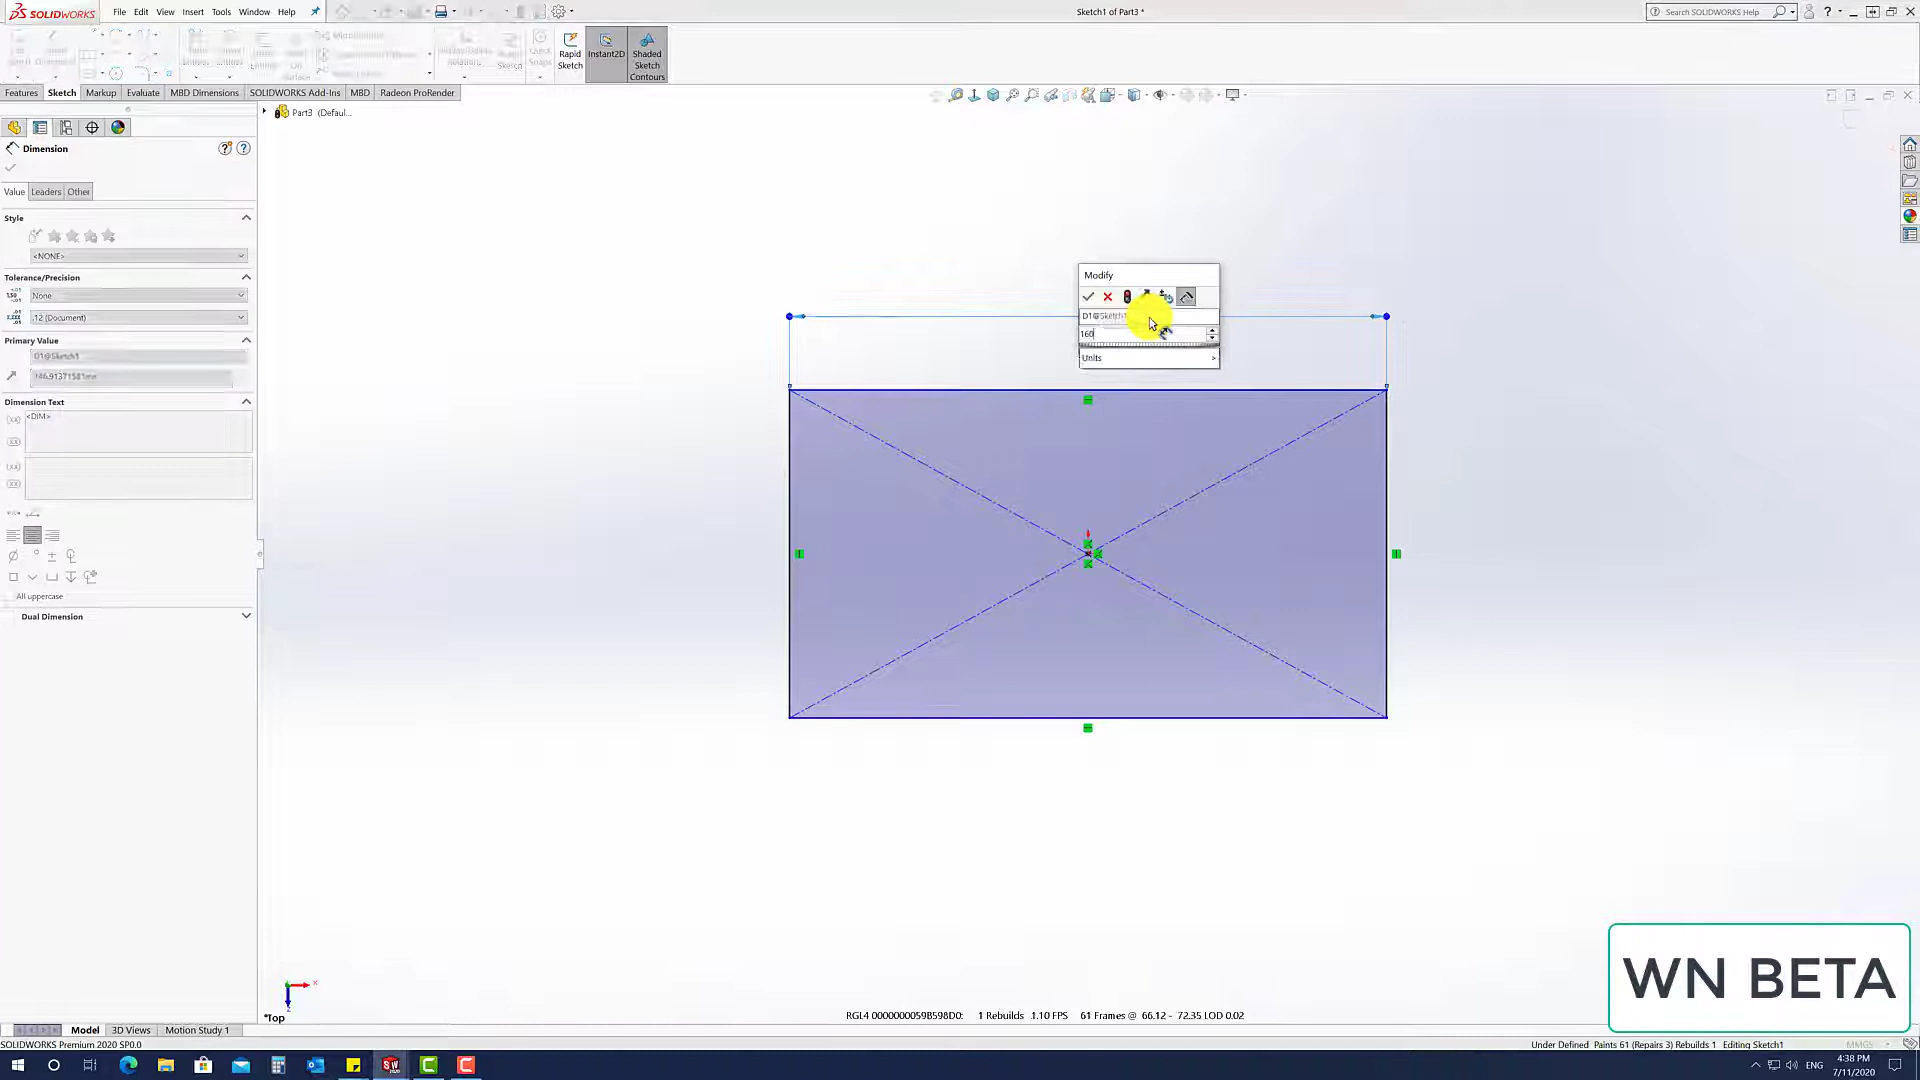 SOLIDWORKS
File Edit View Insert Tools Window Help
Sketch1 of Part3 *
Search SOLIDWORKS Help
Rapid Sketch
Instant2D
Shaded Sketch Contours
Features Sketch Markup Evaluate MBD Dimensions SOLIDWORKS Add-Ins MBD Radeon ProRender
Part3 (Defaul...
Dimension
Value Leaders Other
Style
<NONE>
Tolerance/Precision
None
.12 (Document)
Primary Value
D1@Sketch1
Dimension Text
<DIM>
All uppercase
Dual Dimension
Modify
D1@Sketch1
160
Units
WN BETA
*Top
RGL4 0000000059B598D0: 1 Rebuilds 1.10 FPS 61 Frames @ 66.12 - 72.35 LOD 0.02
Model 3D Views Motion Study 1
SOLIDWORKS Premium 2020 SP0.0
Under Defined Paints 61 (Repairs 3) Rebuilds 1 Editing Sketch1
MMGS
ENG
4:38 PM
7/11/2020